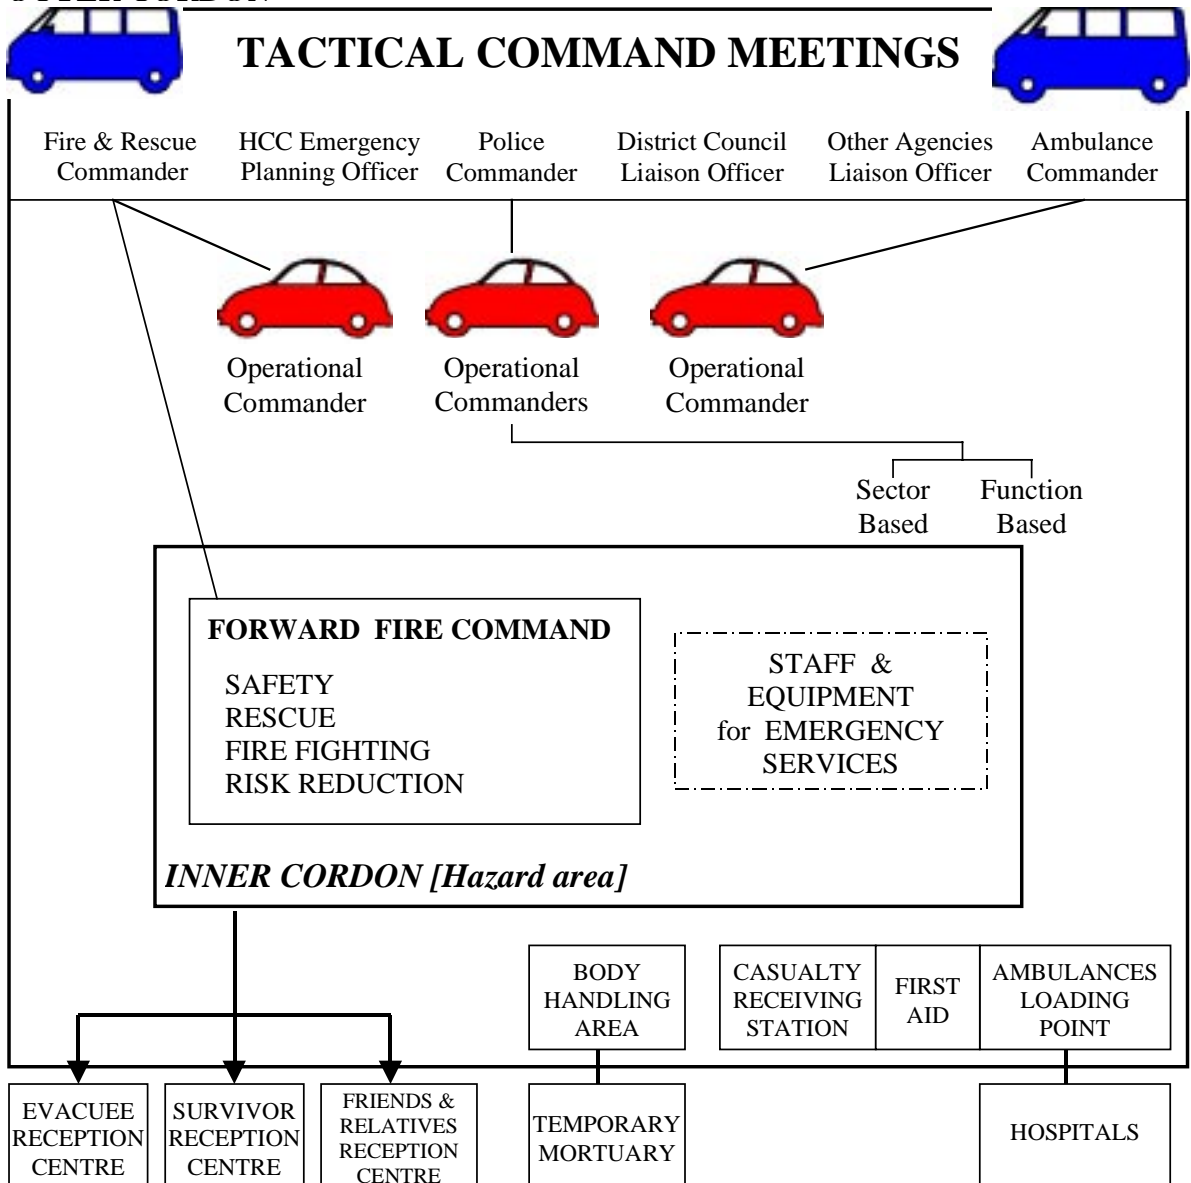 TACTICAL COMMAND MEETINGS
Fire & Rescue
Commander
HCC Emergency
Planning Officer
Police
Commander
District Council
Liaison Officer
Other Agencies
Liaison Officer
Ambulance
Commander
Operational
Commander
Operational
Commanders
Operational
Commander
Sector
Based
Function
Based
FORWARD FIRE COMMAND
SAFETY
RESCUE
FIRE FIGHTING
RISK REDUCTION
STAFF &
EQUIPMENT
for EMERGENCY
SERVICES
INNER CORDON [Hazard area]
BODY
HANDLING
AREA
CASUALTY
RECEIVING
STATION
FIRST
AID
AMBULANCES
LOADING
POINT
EVACUEE
RECEPTION
CENTRE
SURVIVOR
RECEPTION
CENTRE
FRIENDS &
RELATIVES
RECEPTION
CENTRE
TEMPORARY
MORTUARY
HOSPITALS